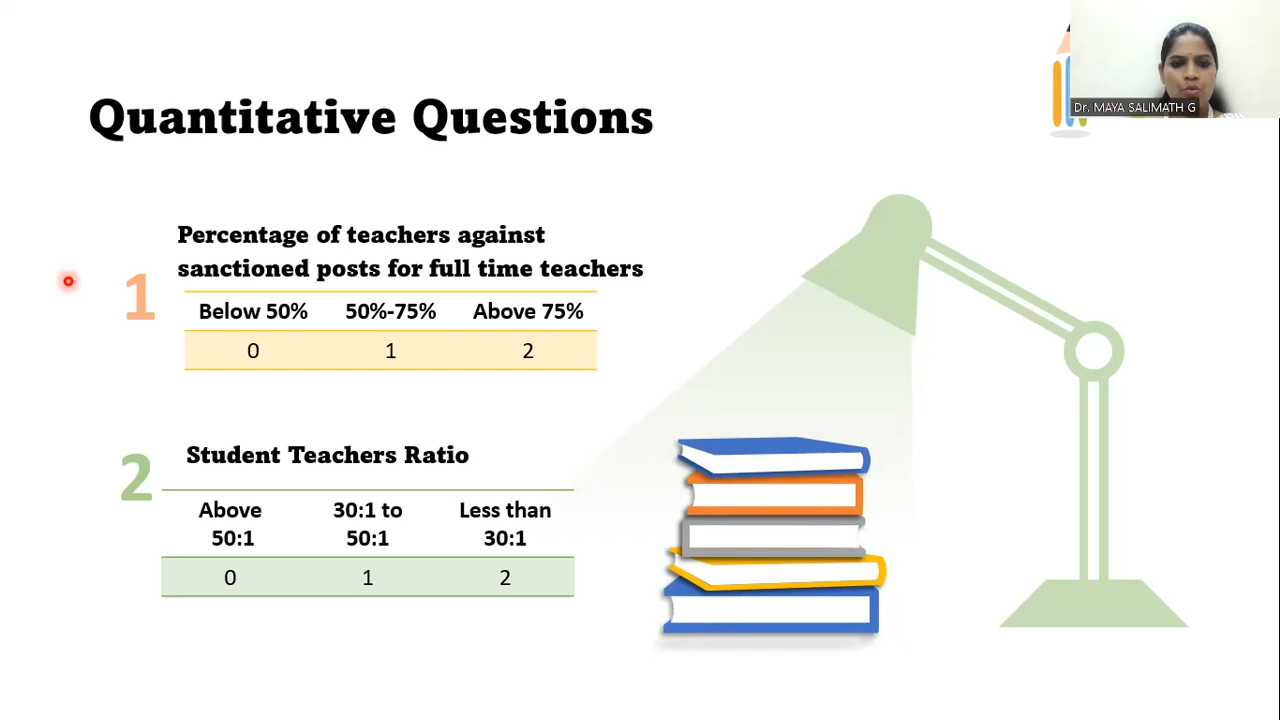 Dr. MAYA SALIMATH G
Quantitative Questions
1
Percentage of teachers against
sanctioned posts for full time teachers
Below 50% 50%-75% Above 75%
0 1 2
2
Student Teachers Ratio
Above 30:1 to Less than
50:1 50:1 30:1
0 1 2